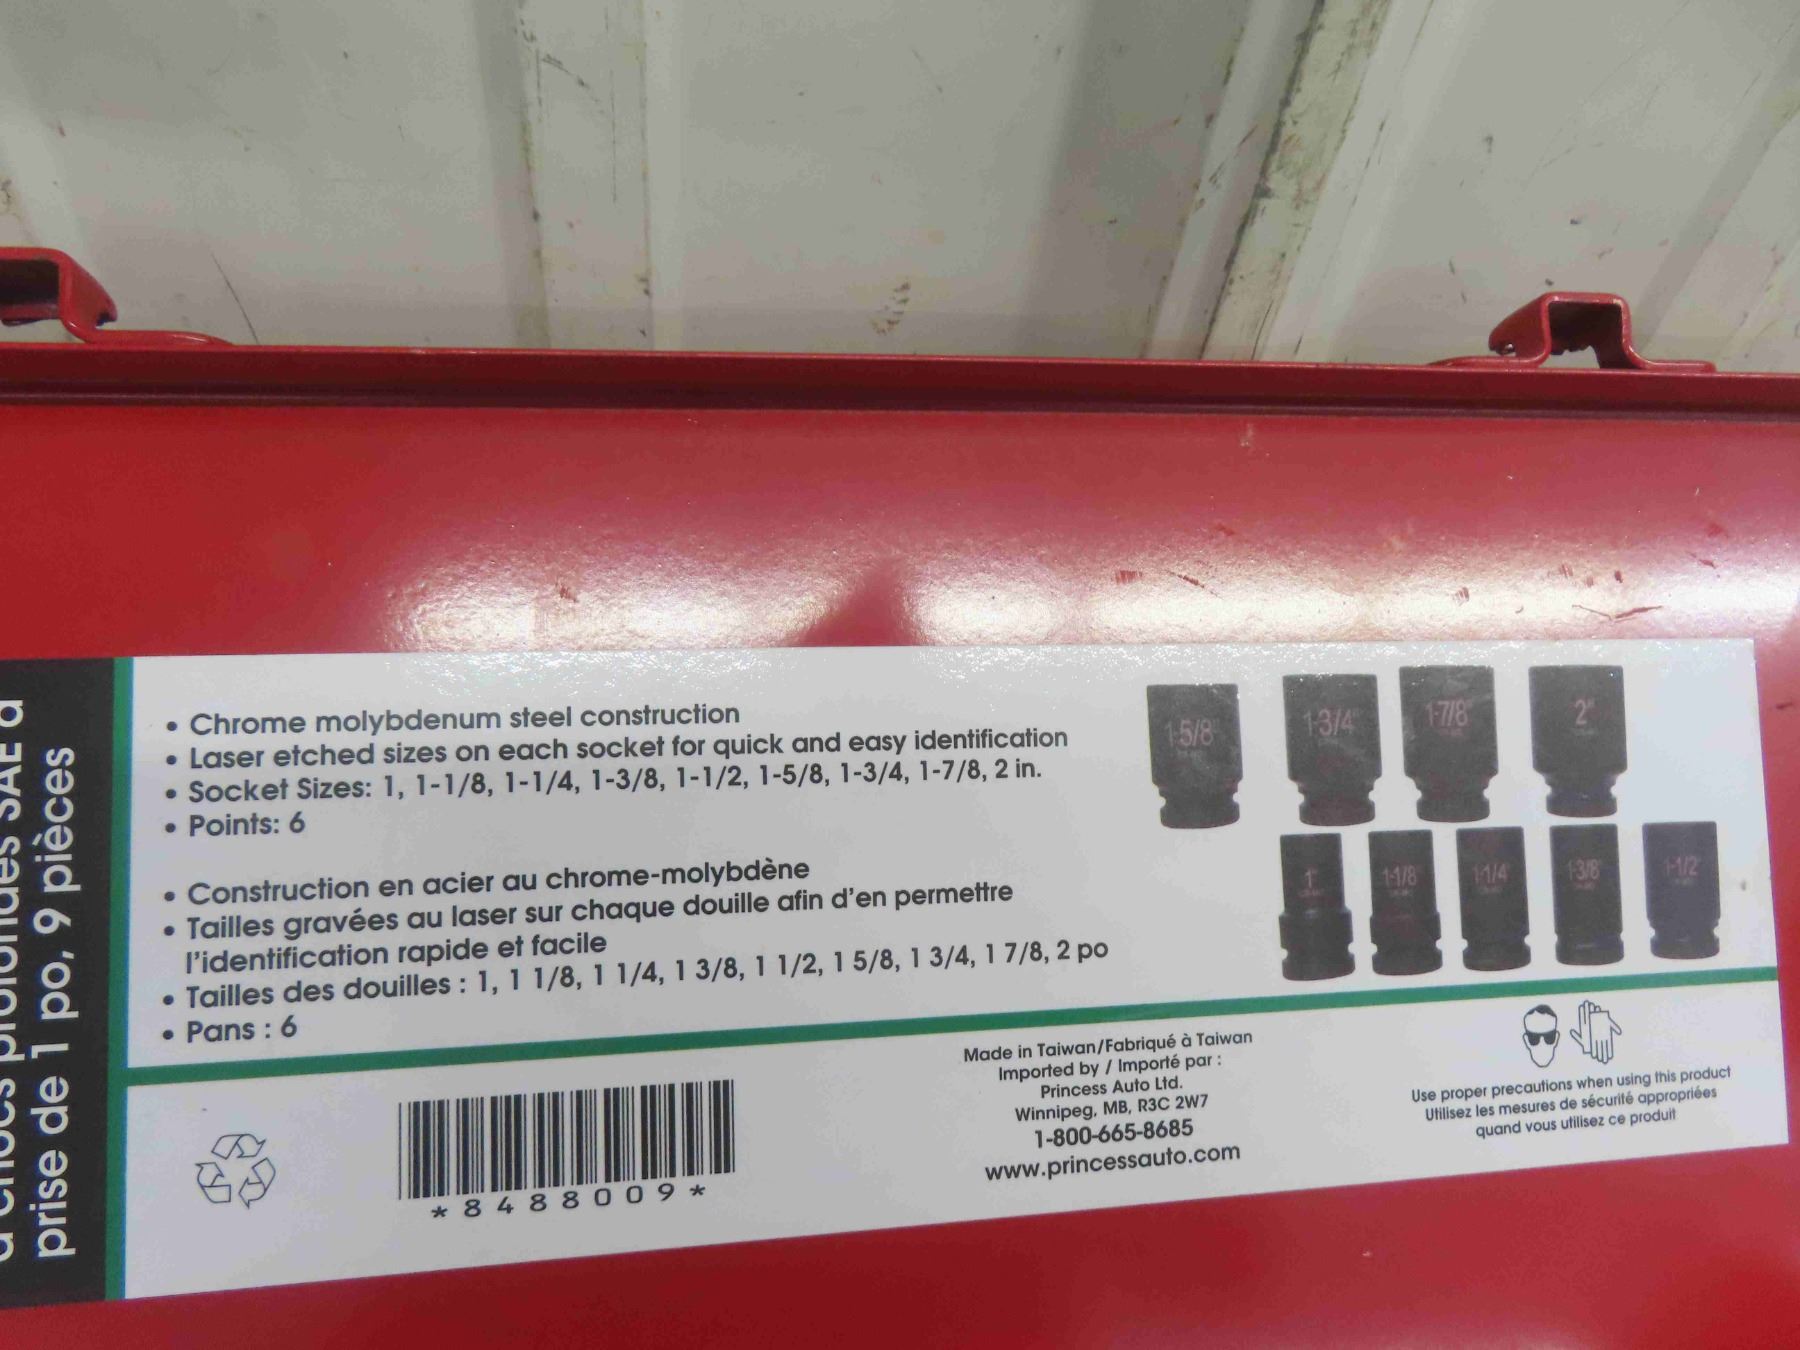 prise de 1 po, 9 pièces
• Chrome molybdenum steel construction
• Laser etched sizes on each socket for quick and easy identification
• Socket Sizes: 1, 1-1/8, 1-1/4, 1-3/8, 1-1/2, 1-5/8, 1-3/4, 1-7/8, 2 in.
• Points: 6
• Construction en acier au chrome-molybdène
• Tailles gravées au laser sur chaque douille afin d'en permettre
l'identification rapide et facile
• Tailles des douilles : 1, 1 1/8, 1 1/4, 1 3/8, 1 1/2, 1 5/8, 1 3/4, 1 7/8, 2 po
• Pans : 6
1-5/8" 1-3/4" 1-7/8" 2"
1" 1-1/8" 1-1/4" 1-3/8" 1-1/2"
*8488009*
Made in Taiwan/Fabriqué à Taiwan
Imported by / Importé par :
Princess Auto Ltd.
Winnipeg, MB, R3C 2W7
1-800-665-8685
www.princessauto.com
Use proper precautions when using this product
Utilisez les mesures de sécurité appropriées
quand vous utilisez ce produit